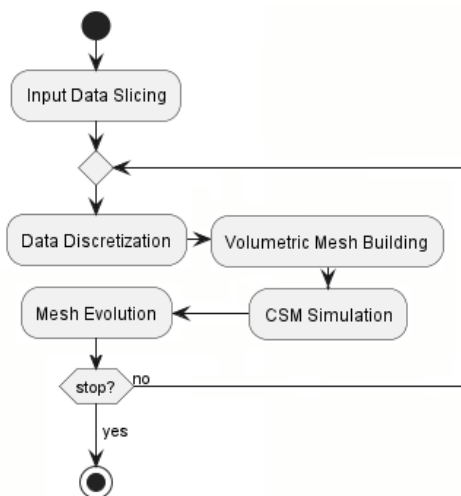 Input Data Slicing
Data Discretization
Volumetric Mesh Building
CSM Simulation
Mesh Evolution
stop?
no
yes